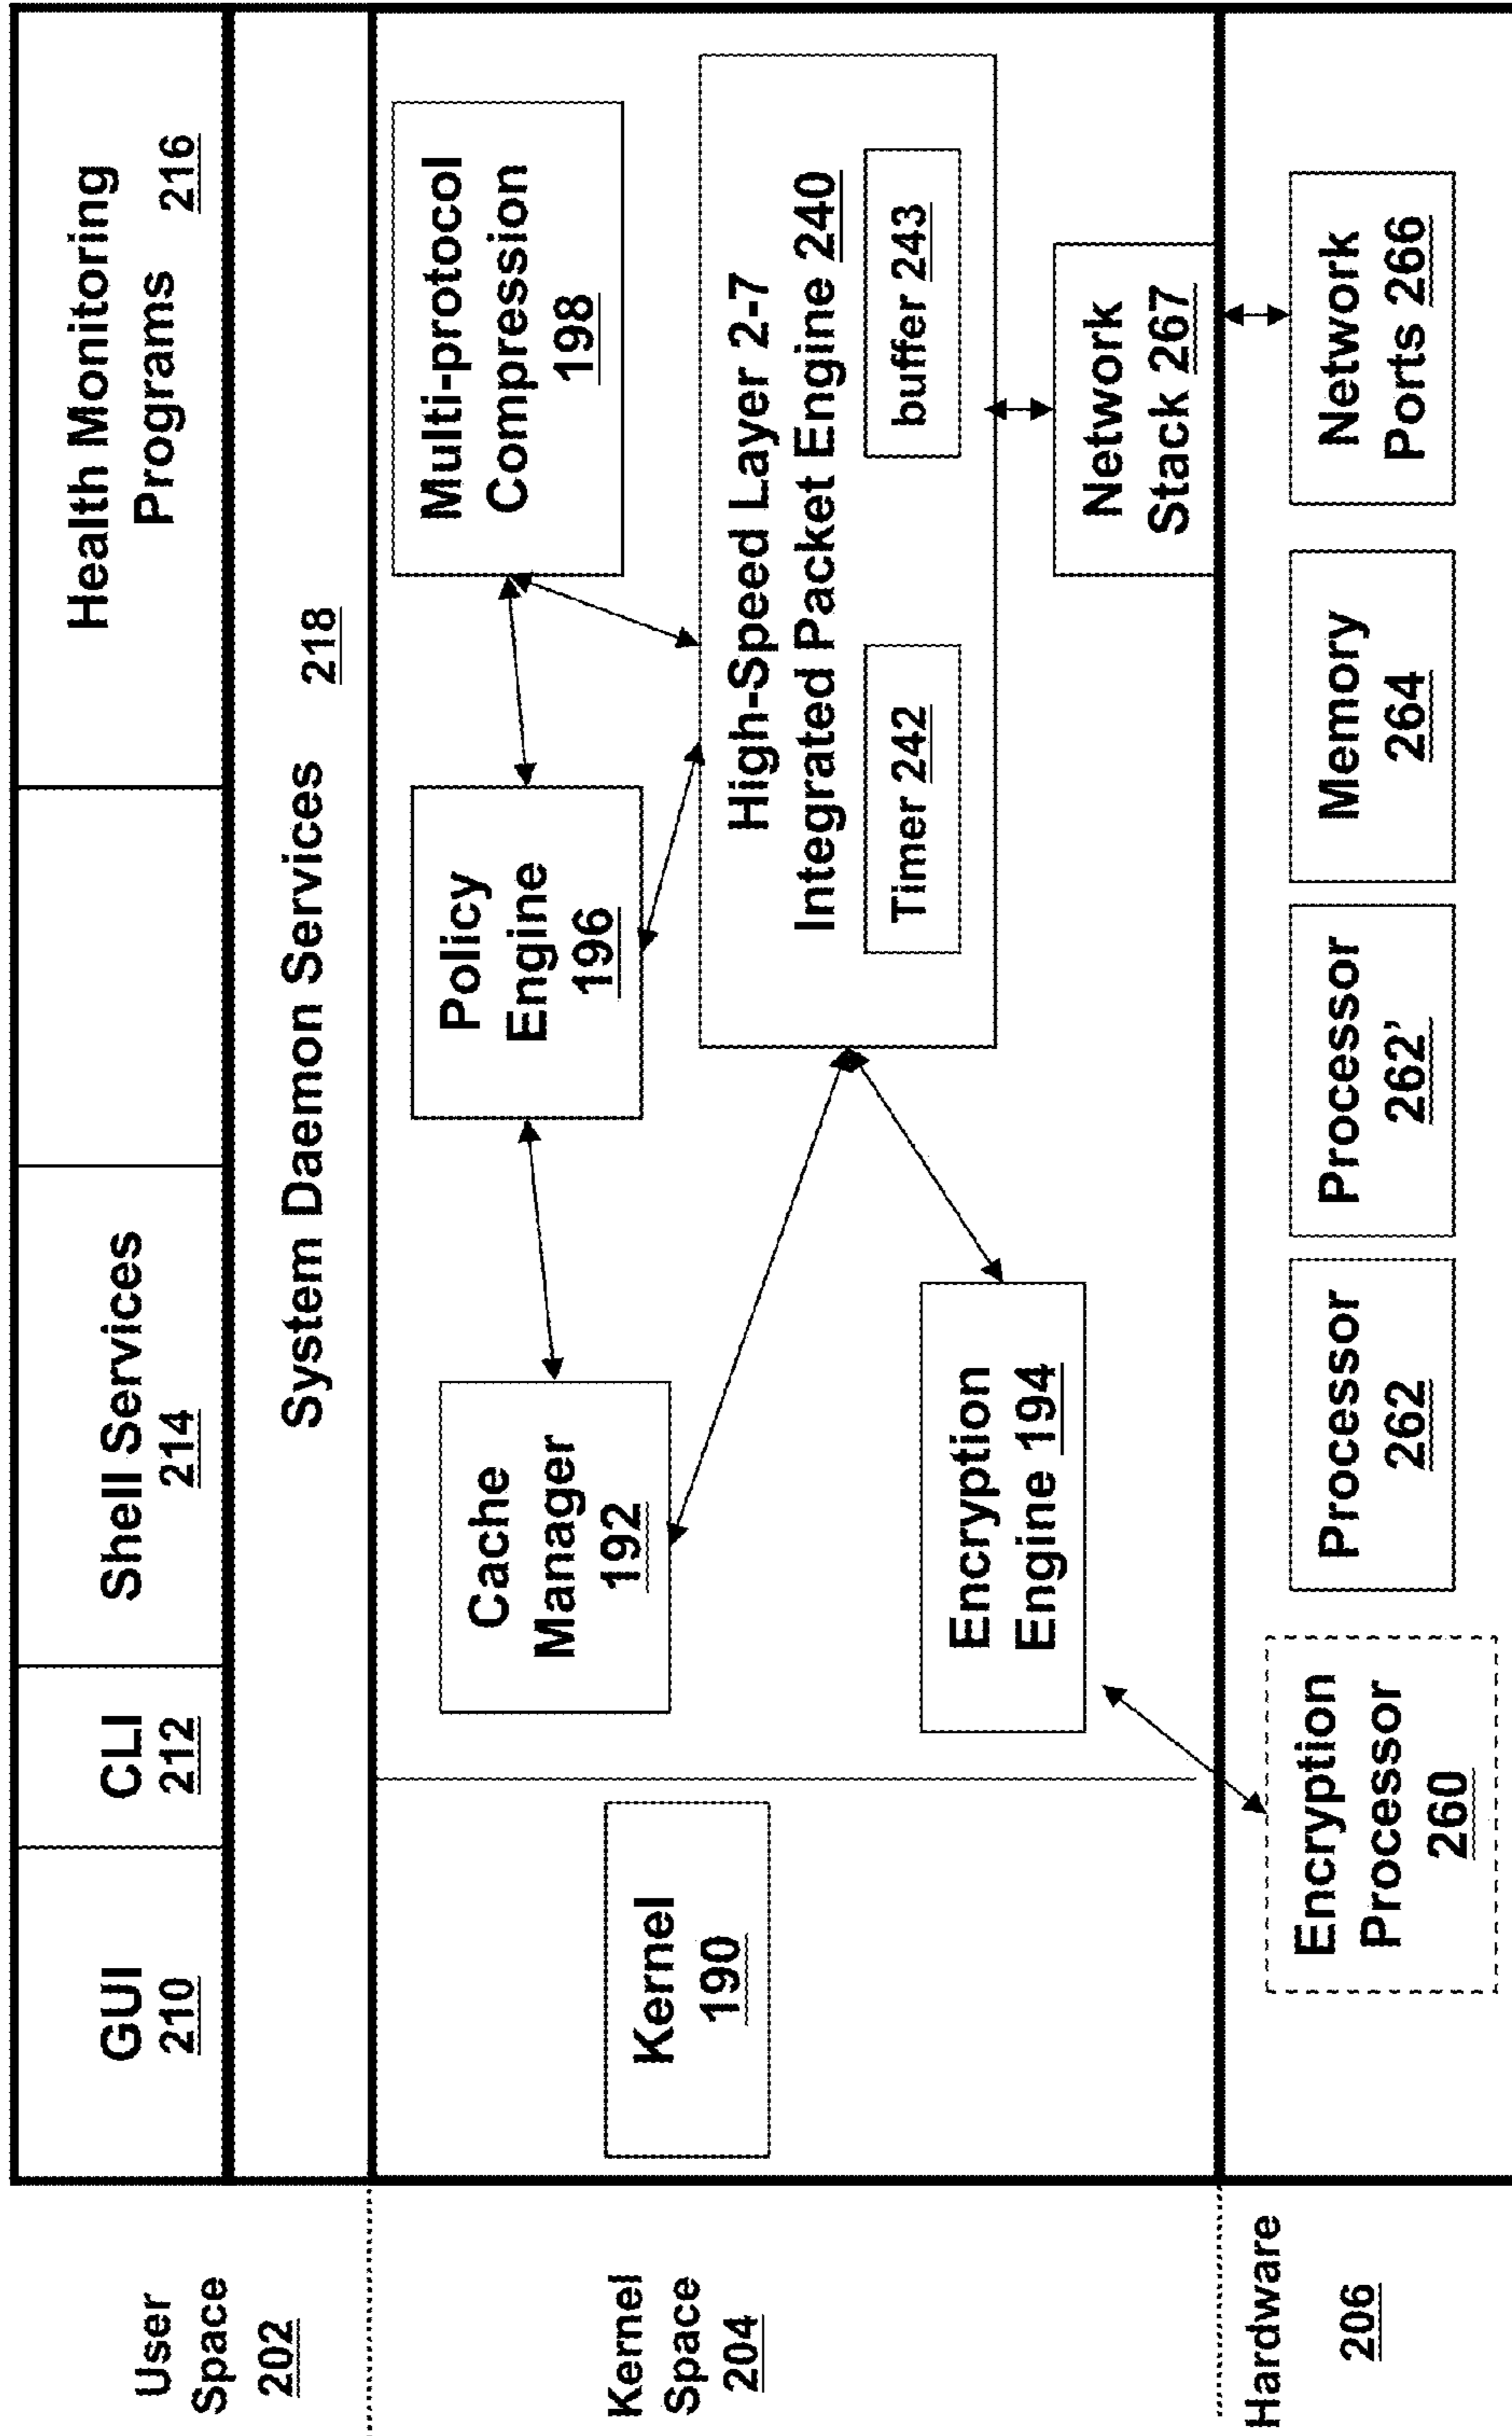 User
Space
202
GUI
210
CLI
212
Shell Services
214
Health Monitoring
Programs 216
System Daemon Services 218
Kernel
Space
204
Kernel
190
Cache
Manager
192
Policy
Engine
196
Multi-protocol
Compression
198
High-Speed Layer 2-7
Integrated Packet Engine 240
Timer 242
buffer 243
Encryption
Engine 194
Network
Stack 267
Hardware
206
Encryption
Processor
260
Processor
262
Processor
262’
Memory
264
Network
Ports 266